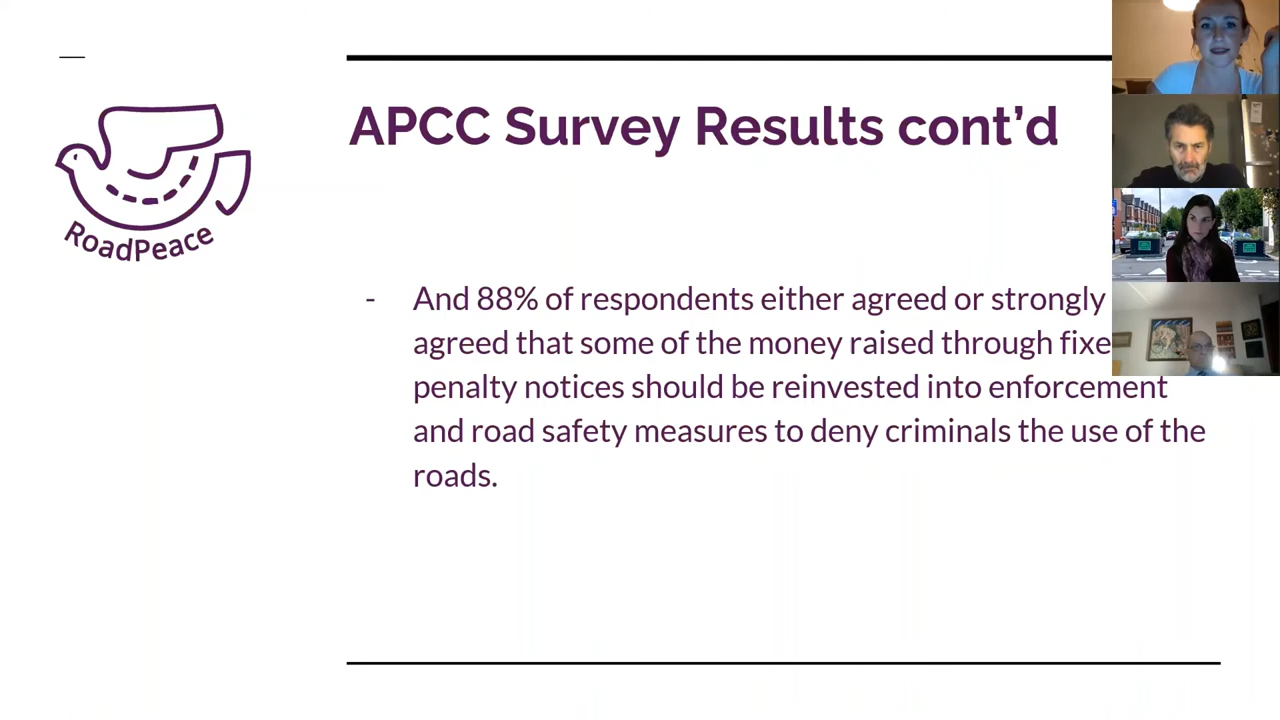 APCC Survey Results cont'd
RoadPeace
- And 88% of respondents either agreed or strongly
agreed that some of the money raised through fixe
penalty notices should be reinvested into enforcement
and road safety measures to deny criminals the use of the
roads.